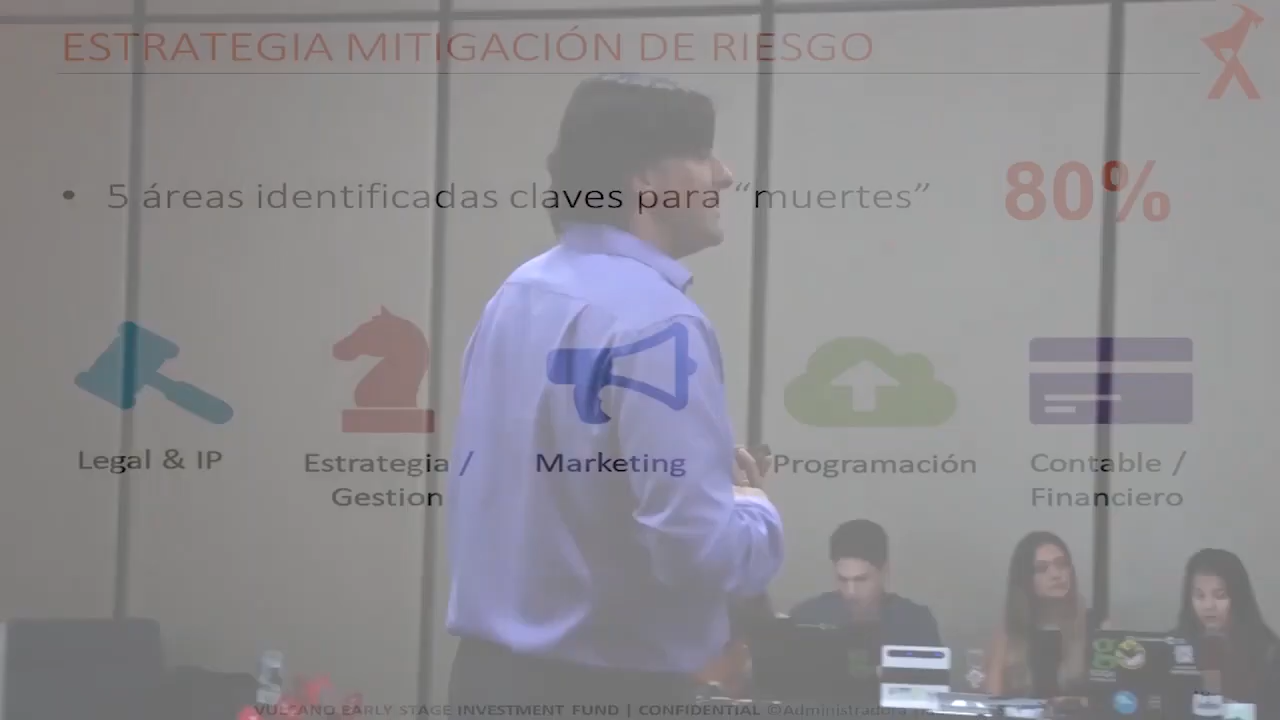 ESTRATEGIA MITIGACIÓN DE RIESGO
• 5 áreas identificadas claves para “muertes”
80%
Legal & IP
Estrategia /
Gestion
Marketing
Programación
Contable /
Financiero
VULCANO EARLY STAGE INVESTMENT FUND | CONFIDENTIAL ©Administradora